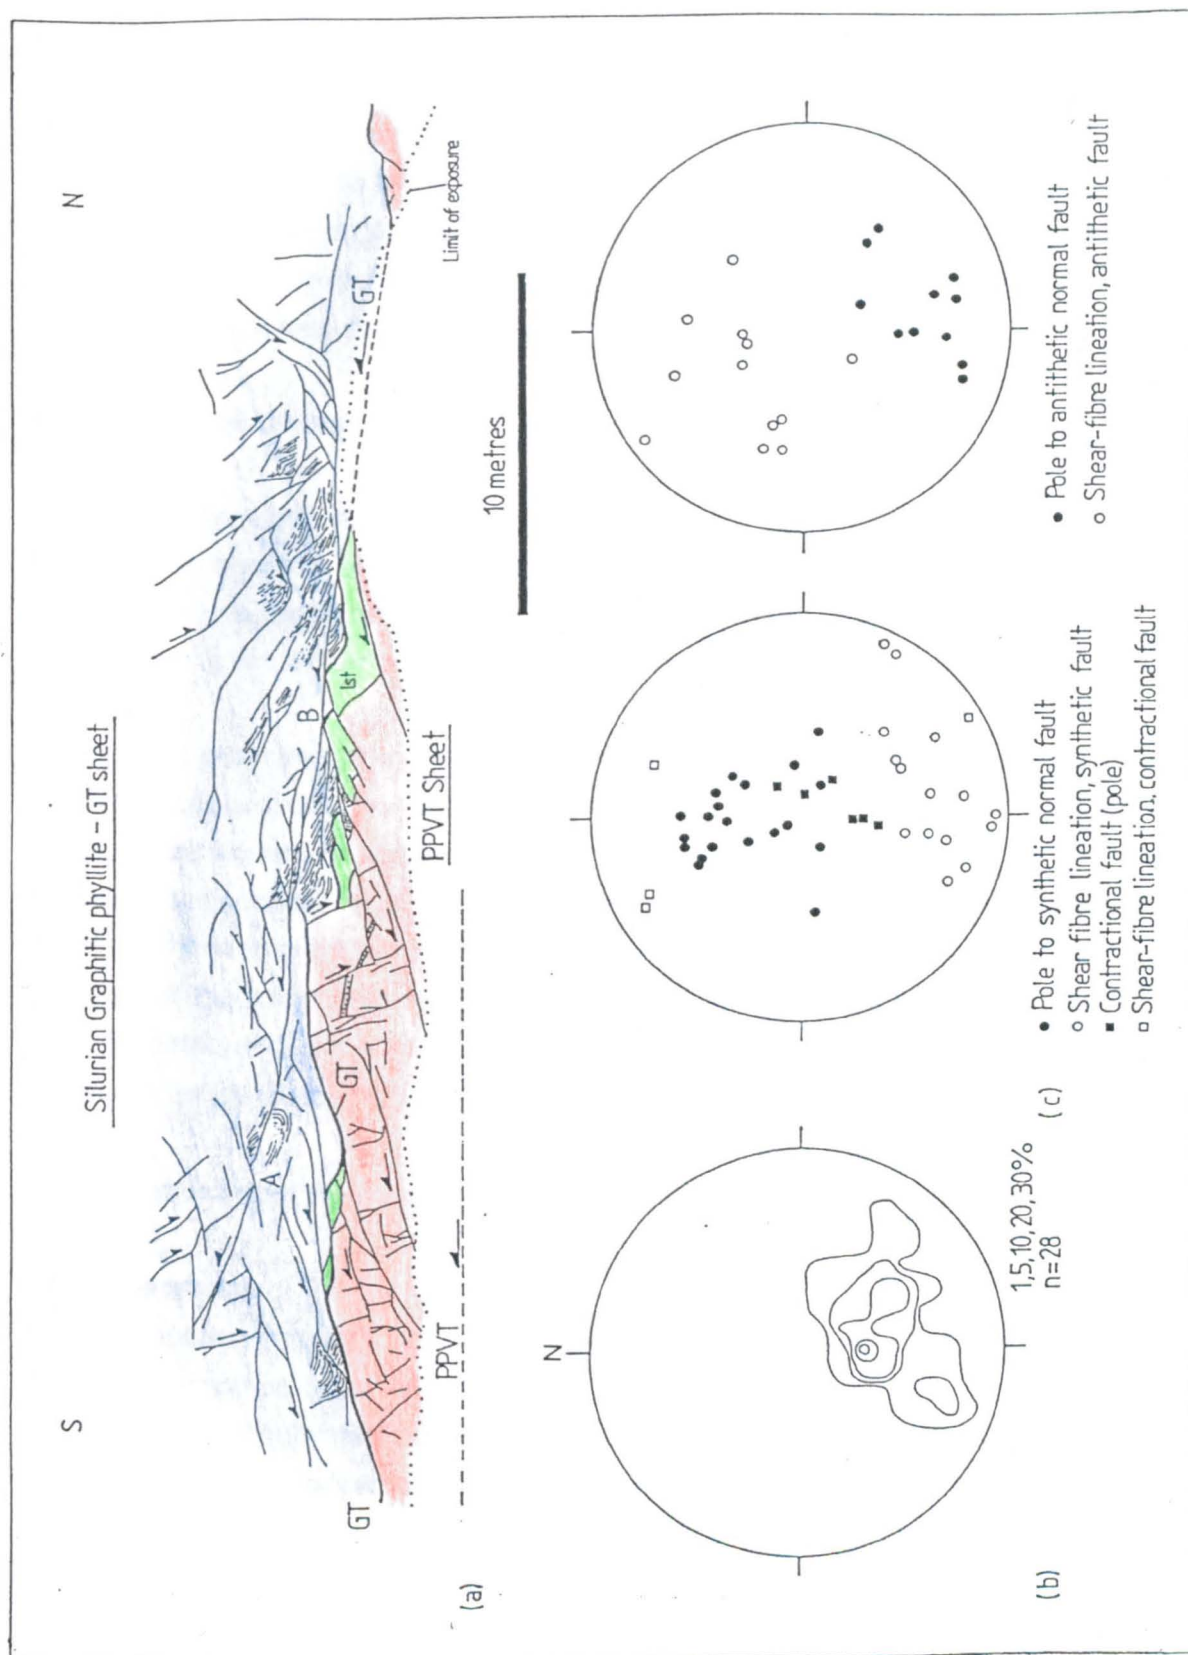 S
N
Silurian Graphitic phyllite - GT sheet
A
B
GT
GT
GT
lst
PPVT Sheet
PPVT
Limit of exposure
10 metres
(a)
N
1,5,10,20,30%
n=28
(b)
(c)
● Pole to synthetic normal fault
○ Shear fibre lineation, synthetic fault
■ Contractional fault (pole)
□ Shear-fibre lineation, contractional fault
● Pole to antithetic normal fault
○ Shear-fibre lineation, antithetic fault